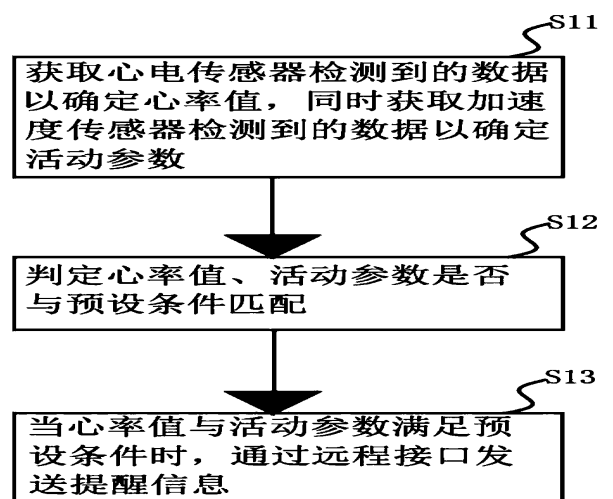 S11
获取心电传感器检测到的数据
以确定心率值，同时获取加速
度传感器检测到的数据以确定
活动参数
S12
判定心率值、活动参数是否
与预设条件匹配
S13
当心率值与活动参数满足预
设条件时，通过远程接口发
送提醒信息